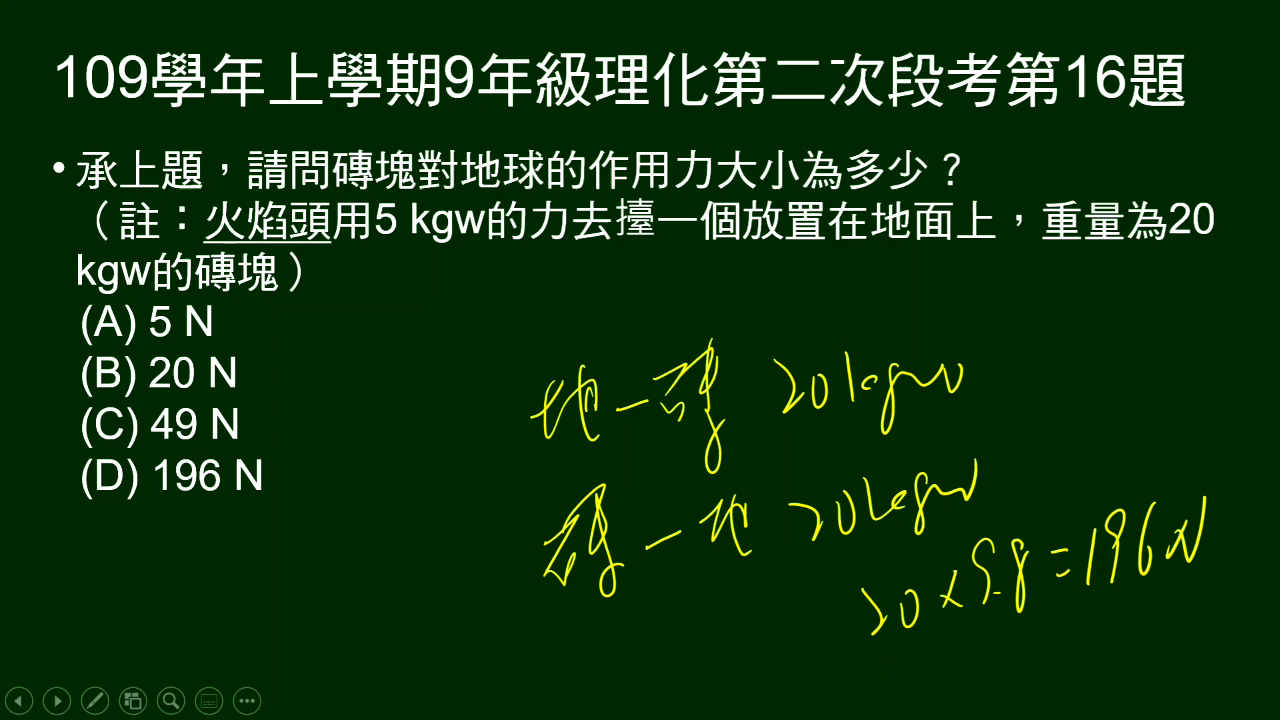 109學年上學期9年級理化第二次段考第16題
•承上題，請問磚塊對地球的作用力大小為多少？
（註：火焰頭用5 kgw的力去擡一個放置在地面上，重量為20
kgw的磚塊）
(A) 5 N
(B) 20 N
(C) 49 N
(D) 196 N
地－磚 20kgw
磚－地 20kgw
20×9.8=196N